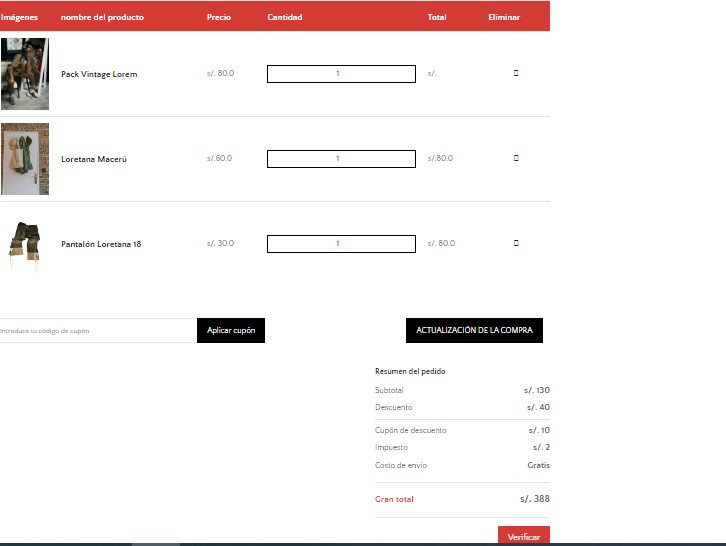 Imágenes nombre del producto Precio Cantidad Total Eliminar
Pack Vintage Lorem s/. 80.0 1 s/.
Loretana Macerú s/.60.0 1 s/.80.0
Pantalón Loretana 18 s/. 30.0 1 s/. 80.0
Introduce tu código de cupón Aplicar cupón ACTUALIZACIÓN DE LA COMPRA
Resumen del pedido
Subtotal s/. 130
Descuento s/. 40
Cupón de descuento s/. 10
Impuesto s/. 2
Costo de envío Gratis
Gran total s/. 388
Verificar